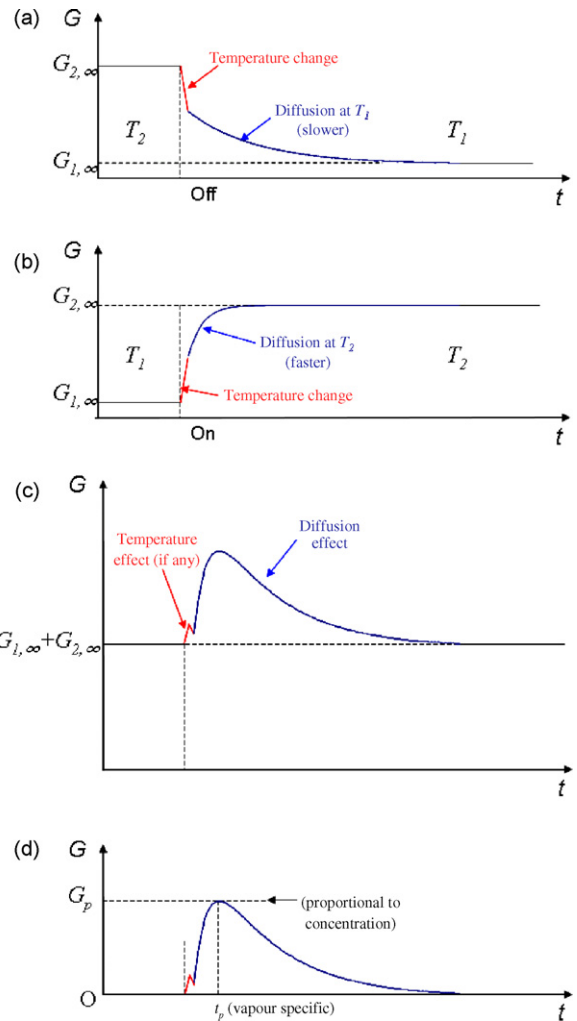 (a)
G
G2,∞
Temperature change
Diffusion at T1
(slower)
T2
T1
G1,∞
t
Off
G
(b)
G2,∞
T1
Diffusion at T2
(faster)
T2
G1,∞
Temperature change
t
On
(c)
G
Temperature
effect (if any)
Diffusion
effect
G1,∞+G2,∞
t
(d)
G
Gp
(proportional to
concentration)
O
tp (vapour specific)
t